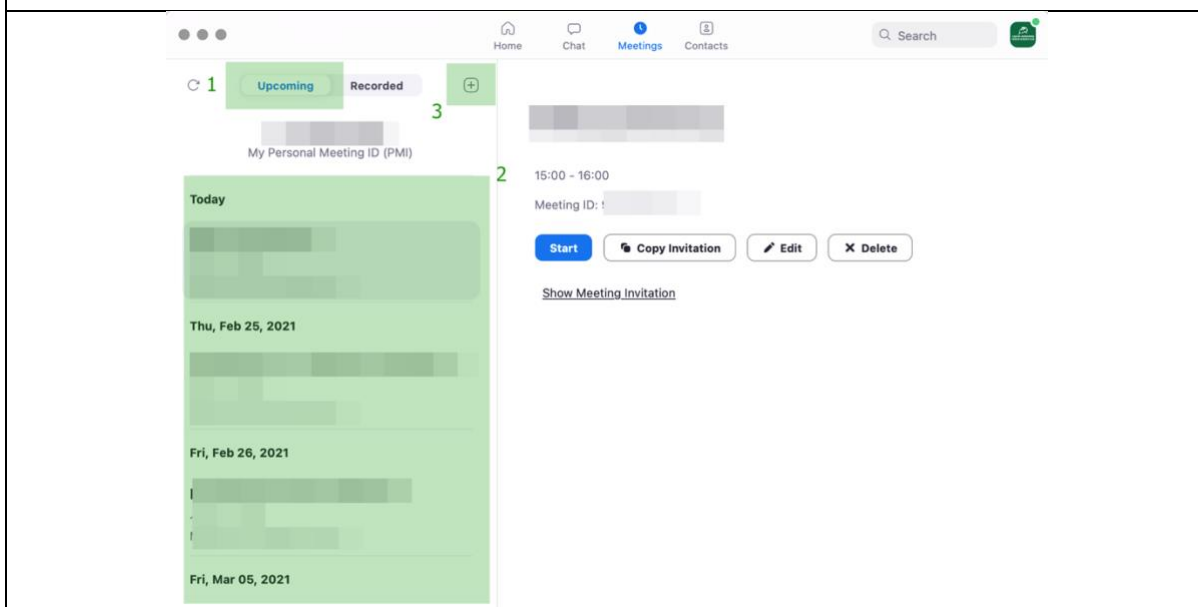 Home Chat Meetings Contacts
Search
1 Upcoming Recorded
3
My Personal Meeting ID (PMI)
2
15:00 - 16:00
Today
Meeting ID:
Start Copy Invitation Edit Delete
Show Meeting Invitation
Thu, Feb 25, 2021
Fri, Feb 26, 2021
Fri, Mar 05, 2021